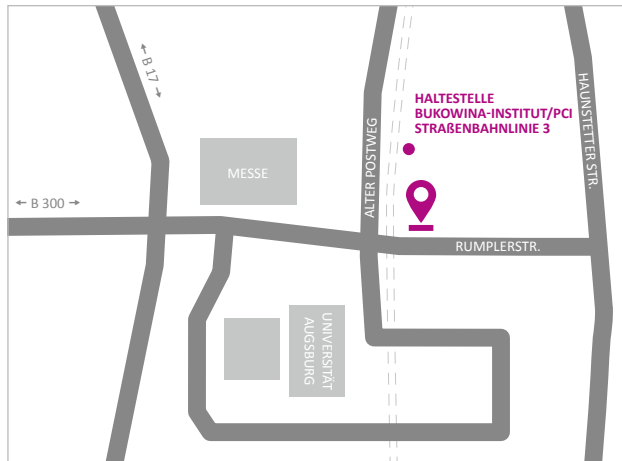 ← B 17 →
HALTESTELLE
BUKOWINA-INSTITUT/PCI
STRAßENBAHNLINIE 3
HAUNSTETTER STR.
ALTER POSTWEG
MESSE
← B 300 →
RUMPLERSTR.
UNIVERSITÄT
AUGSBURG